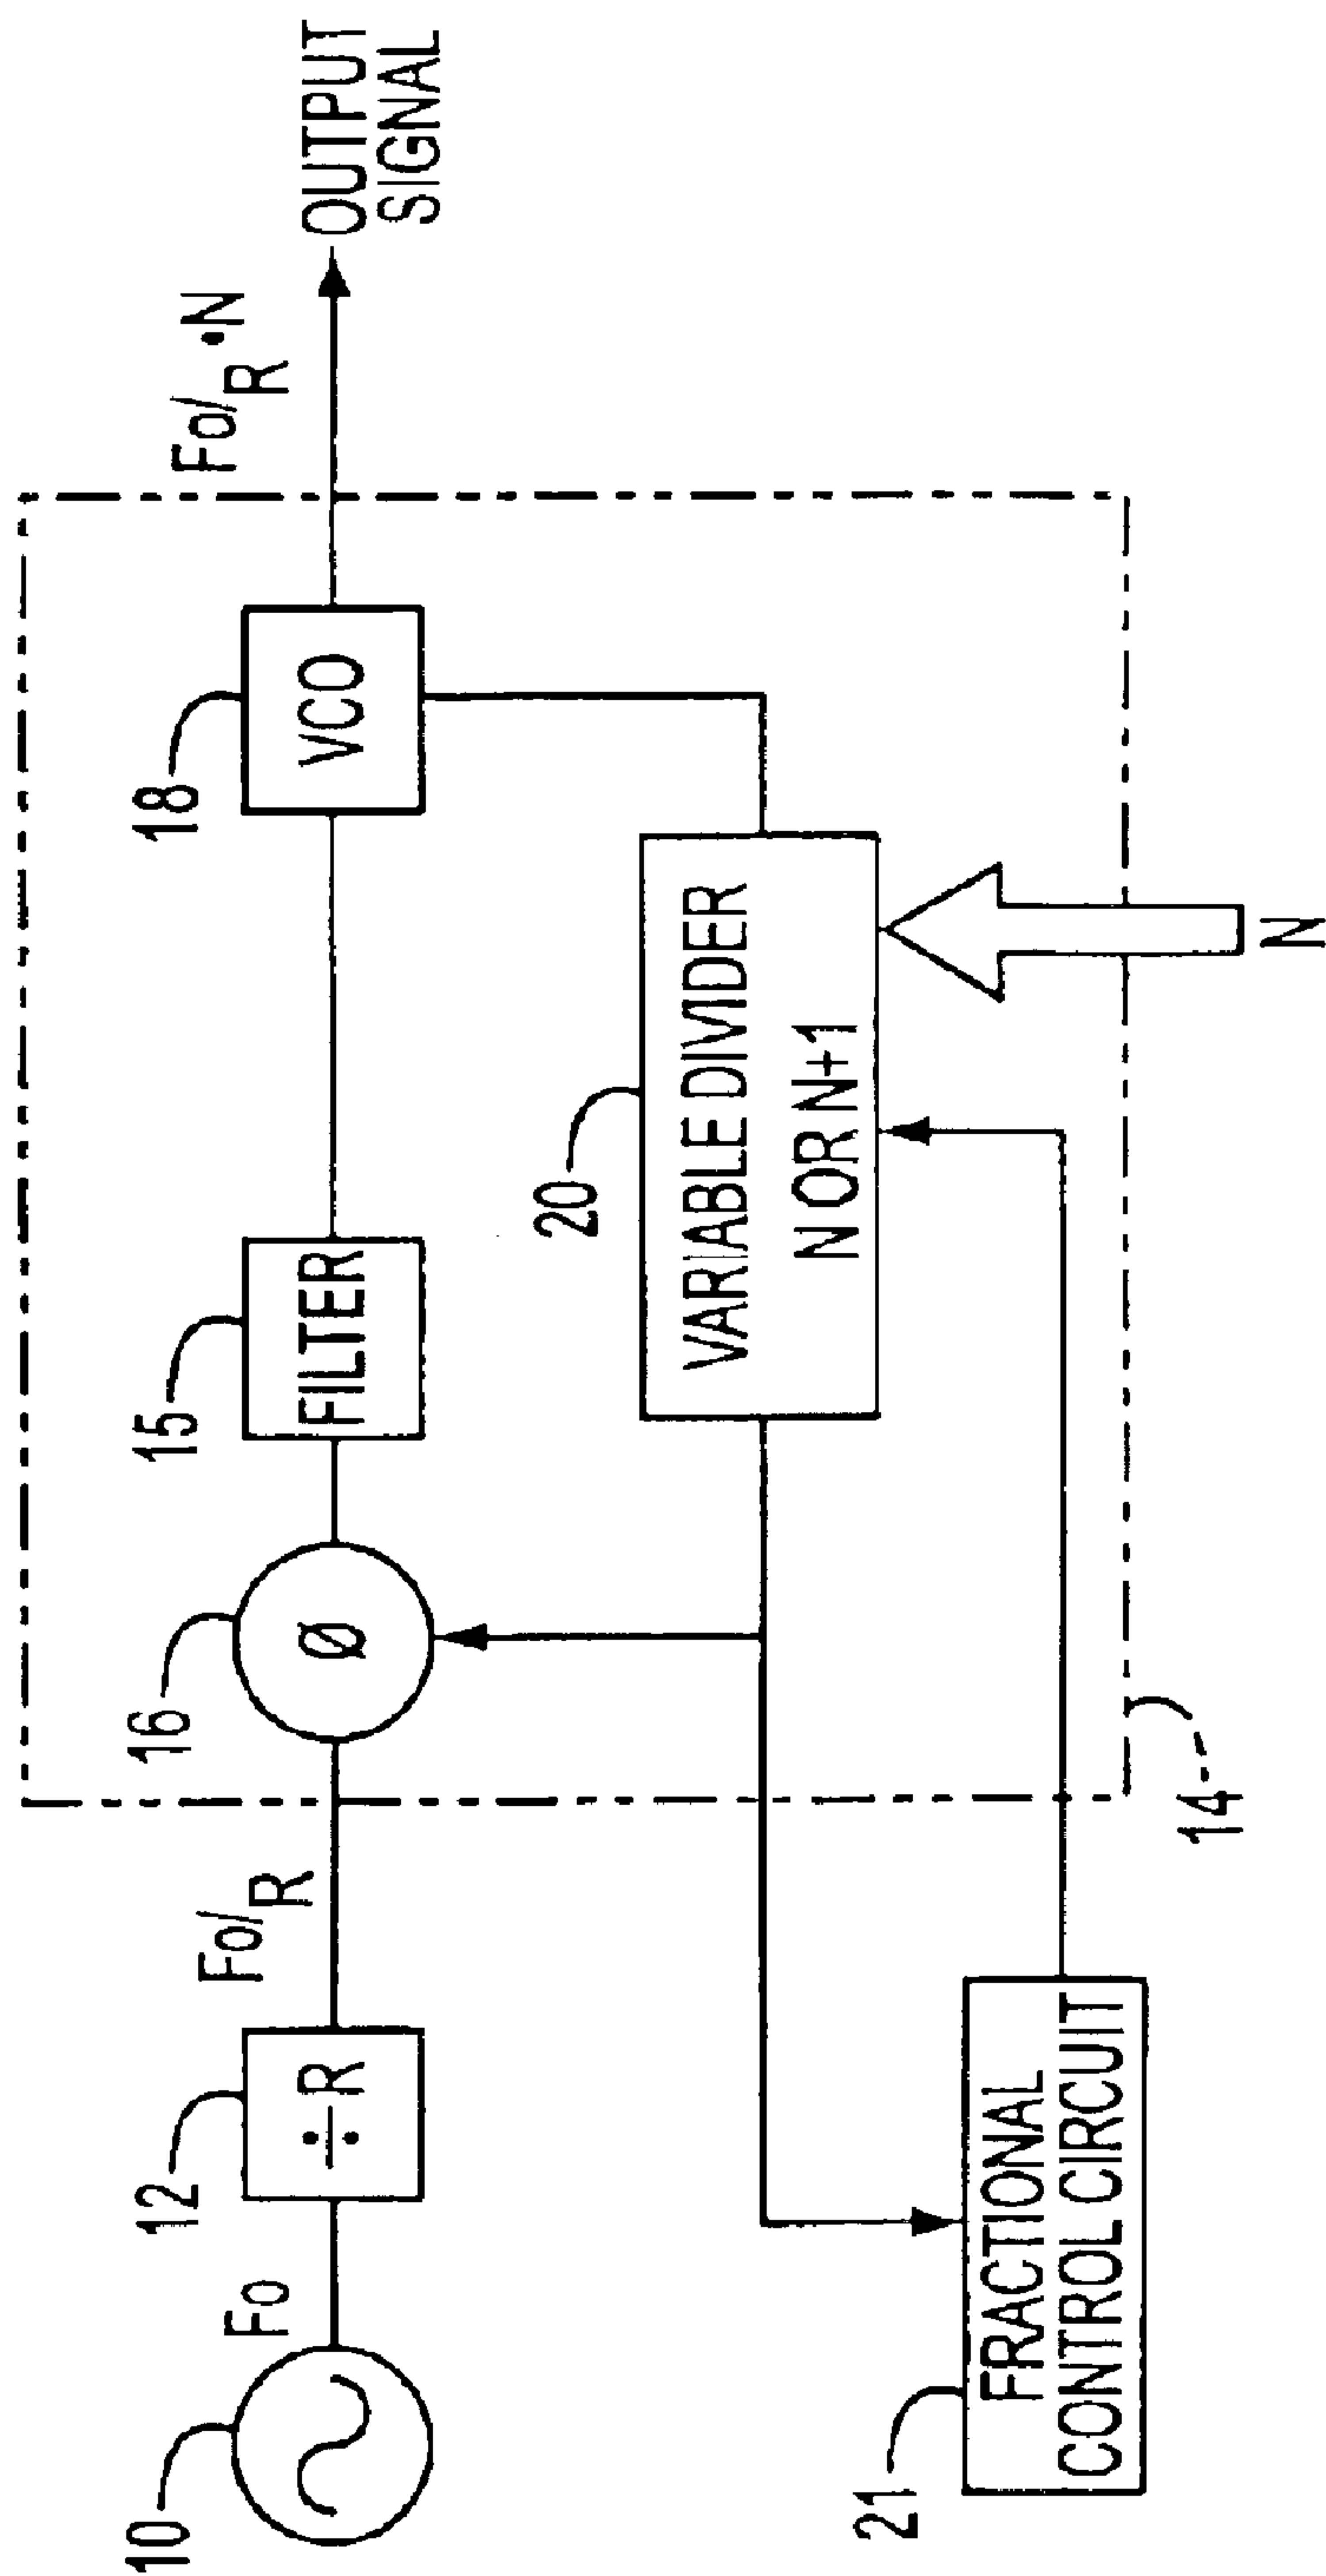 10
Fo
12
÷R
Fo/R
16
Ø
15
FILTER
18
VCO
Fo/R •N
OUTPUT
SIGNAL
20
VARIABLE DIVIDER
N OR N+1
21
FRACTIONAL
CONTROL CIRCUIT
14
N